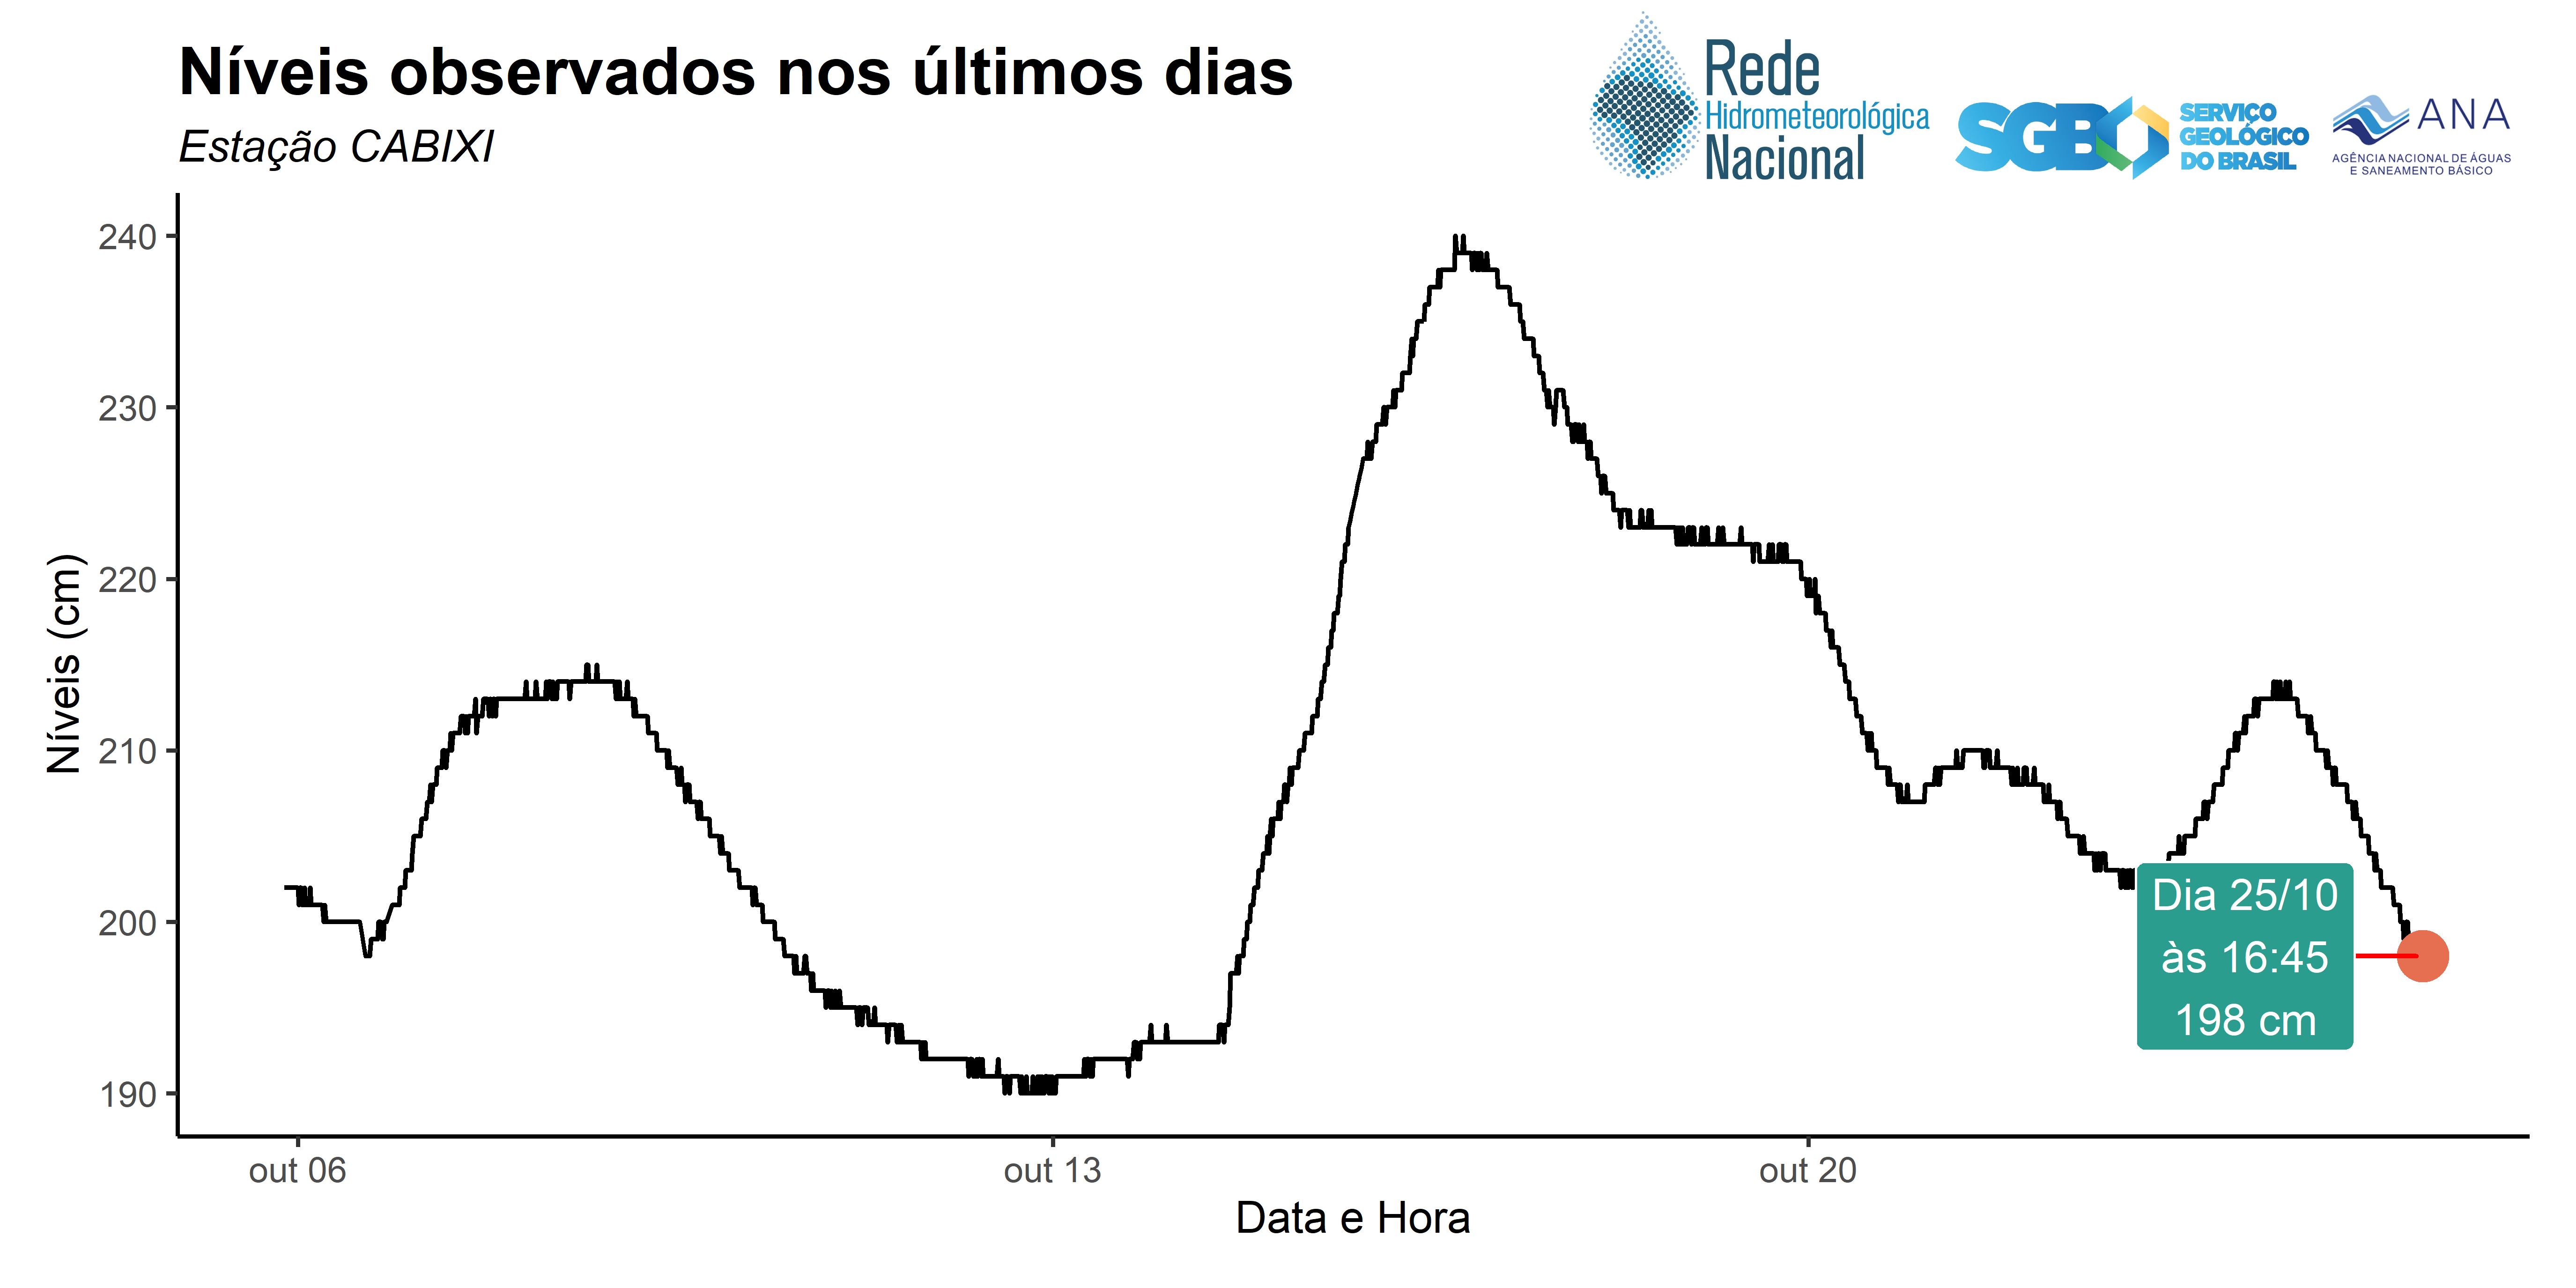 Níveis observados nos últimos dias
Estação CABIXI
Rede
Hidrometeorológica
Nacional
SGB
SERVIÇO
GEOLÓGICO
DO BRASIL
ANA
AGÊNCIA NACIONAL DE ÁGUAS
E SANEAMENTO BÁSICO
Níveis (cm)
240
230
220
210
200
190
Dia 25/10
às 16:45
198 cm
out 06
out 13
out 20
Data e Hora